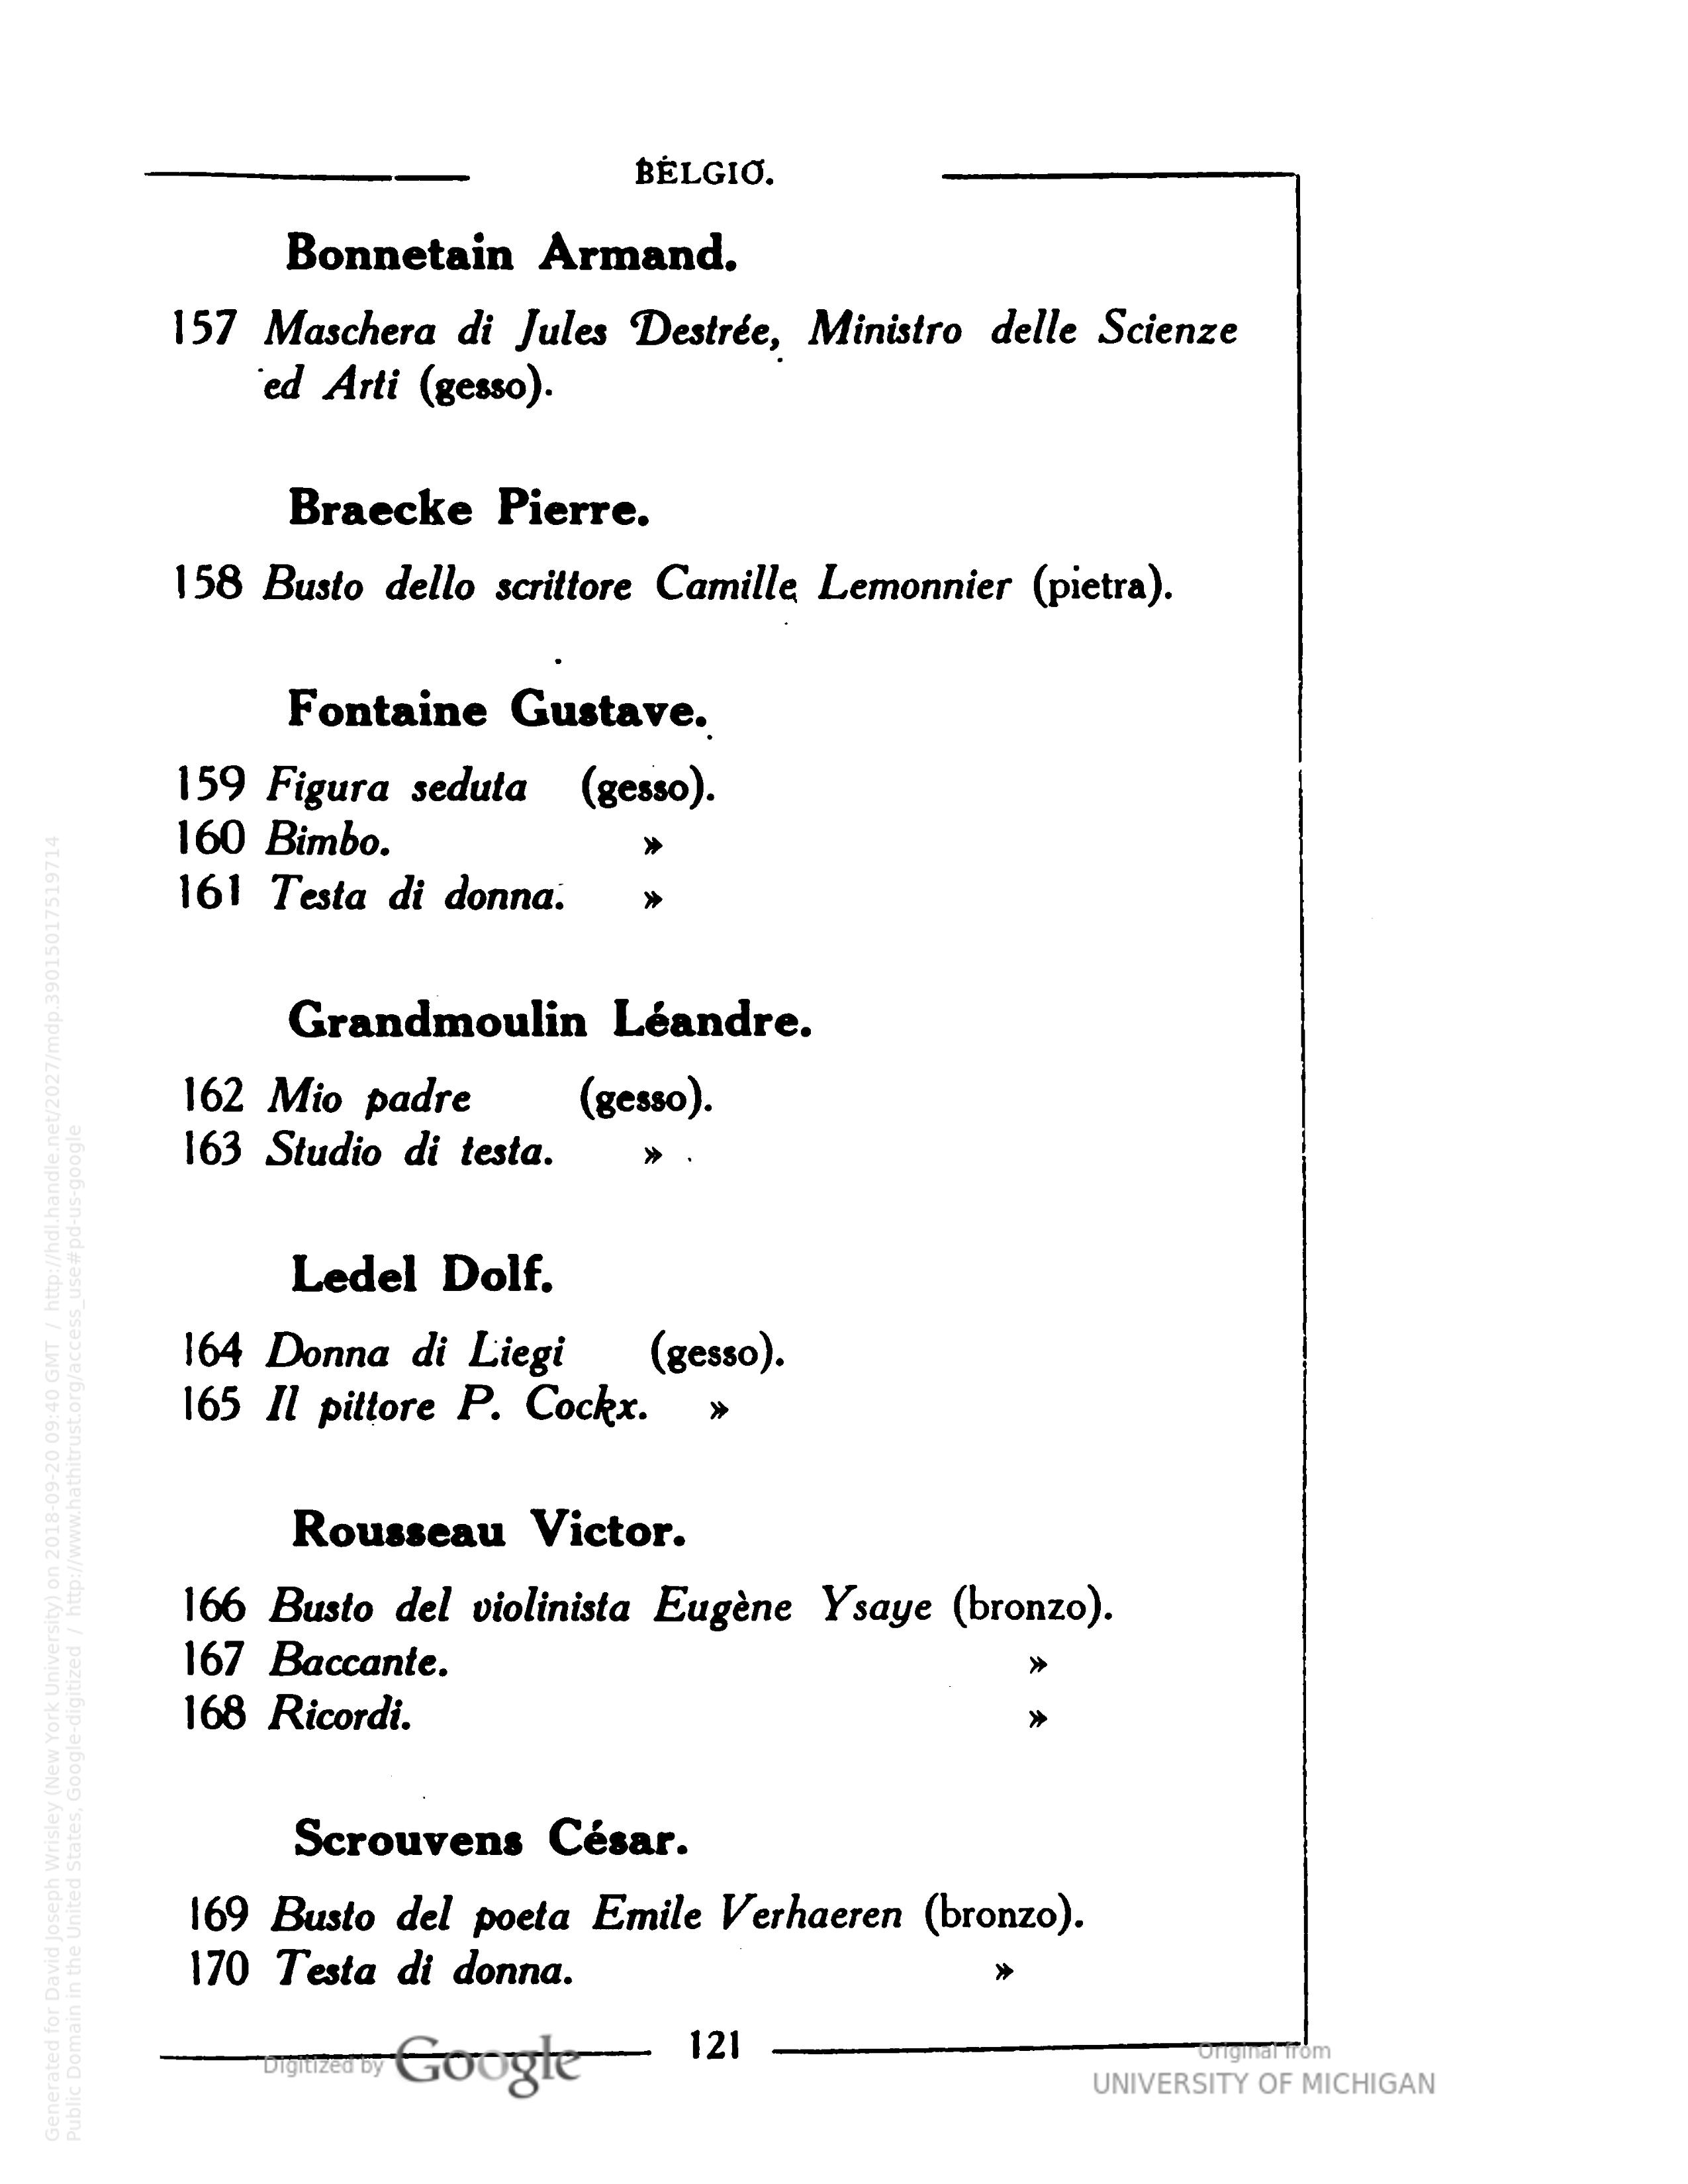 BELGIO.
Bonnetain Armand.
157 Maschera di Jules Destrée, Ministro delle Scienze
ed Arti (gesso).
Braecke Pierre.
158 Busto dello scrittore Camille Lemonnier (pietra).
Fontaine Gustave.
159 Figura seduta (gesso).
160 Bimbo. »
161 Testa di donna. »
Grandmoulin Léandre.
162 Mio padre (gesso).
163 Studio di testa. »
Ledel Dolf.
164 Donna di Liegi (gesso).
165 Il pittore P. Cockx. »
Rousseau Victor.
166 Busto del violinista Eugène Ysaye (bronzo).
167 Baccante. »
168 Ricordi. »
Scrouvens César.
169 Busto del poeta Emile Verhaeren (bronzo).
170 Testa di donna. »
121
Digitized by Google
Original from
UNIVERSITY OF MICHIGAN
Generated for David Joseph Wrisley (New York University) on 2018-09-20 09:40 GMT / http://hdl.handle.net/2027/mdp.39015017519714
Public Domain in the United States, Google-digitized / http://www.hathitrust.org/access_use#pd-us-google